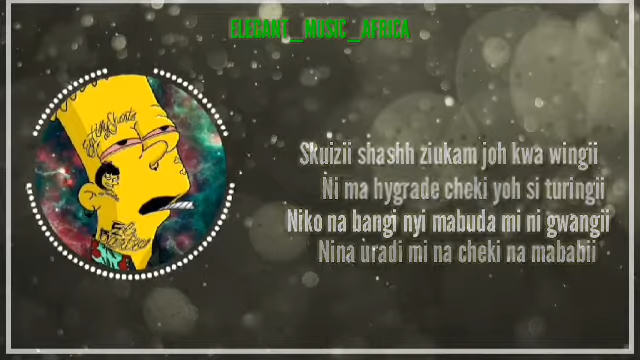 ELEGANT_MUSIC_AFRICA
Skuizii shashh ziukam joh kwa wingii
Ni ma hygrade cheki yoh si turingii
Niko na bangi nyi mabuda mi ni gwangii
Nina uradi mi na cheki na mababii